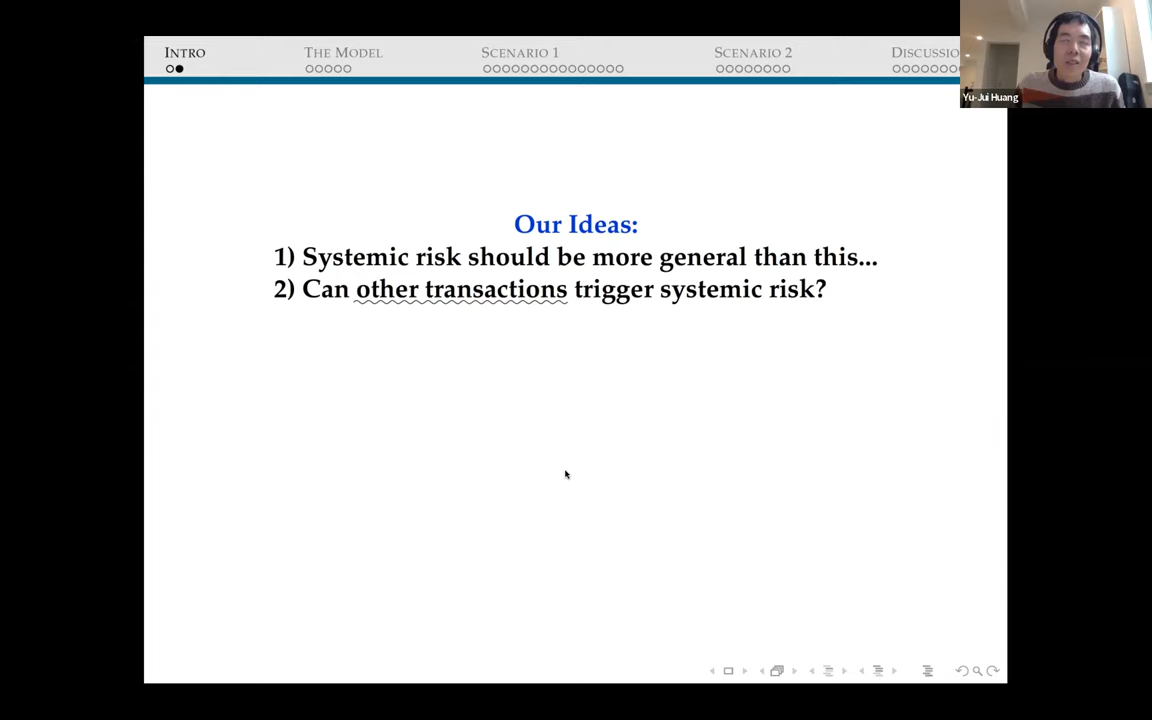 INTRO THE MODEL SCENARIO 1 SCENARIO 2 DISCUSSIO
Yu-Jui Huang
Our Ideas:
1) Systemic risk should be more general than this...
2) Can other transactions trigger systemic risk?